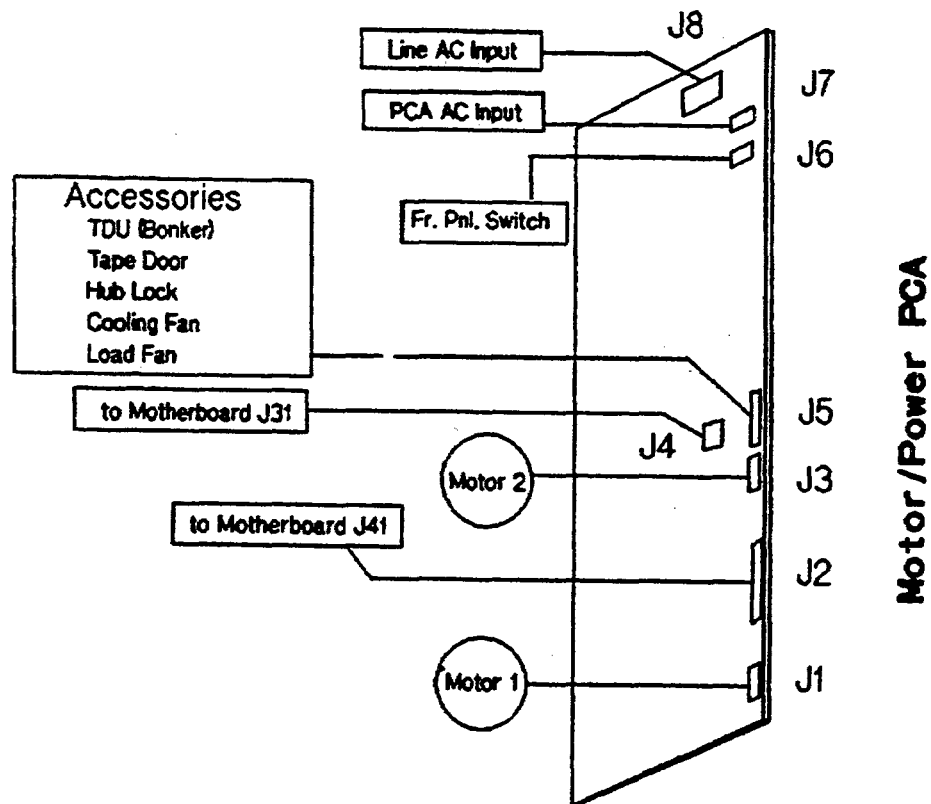 J8
Line AC Input
J7
PCA AC Input
J6
Accessories
TDU (Bonker)
Tape Door
Hub Lock
Cooling Fan
Load Fan
Fr. Pnl. Switch
to Motherboard J31
J5
J4
Motor 2
J3
to Motherboard J41
J2
Motor 1
J1
Motor/Power PCA